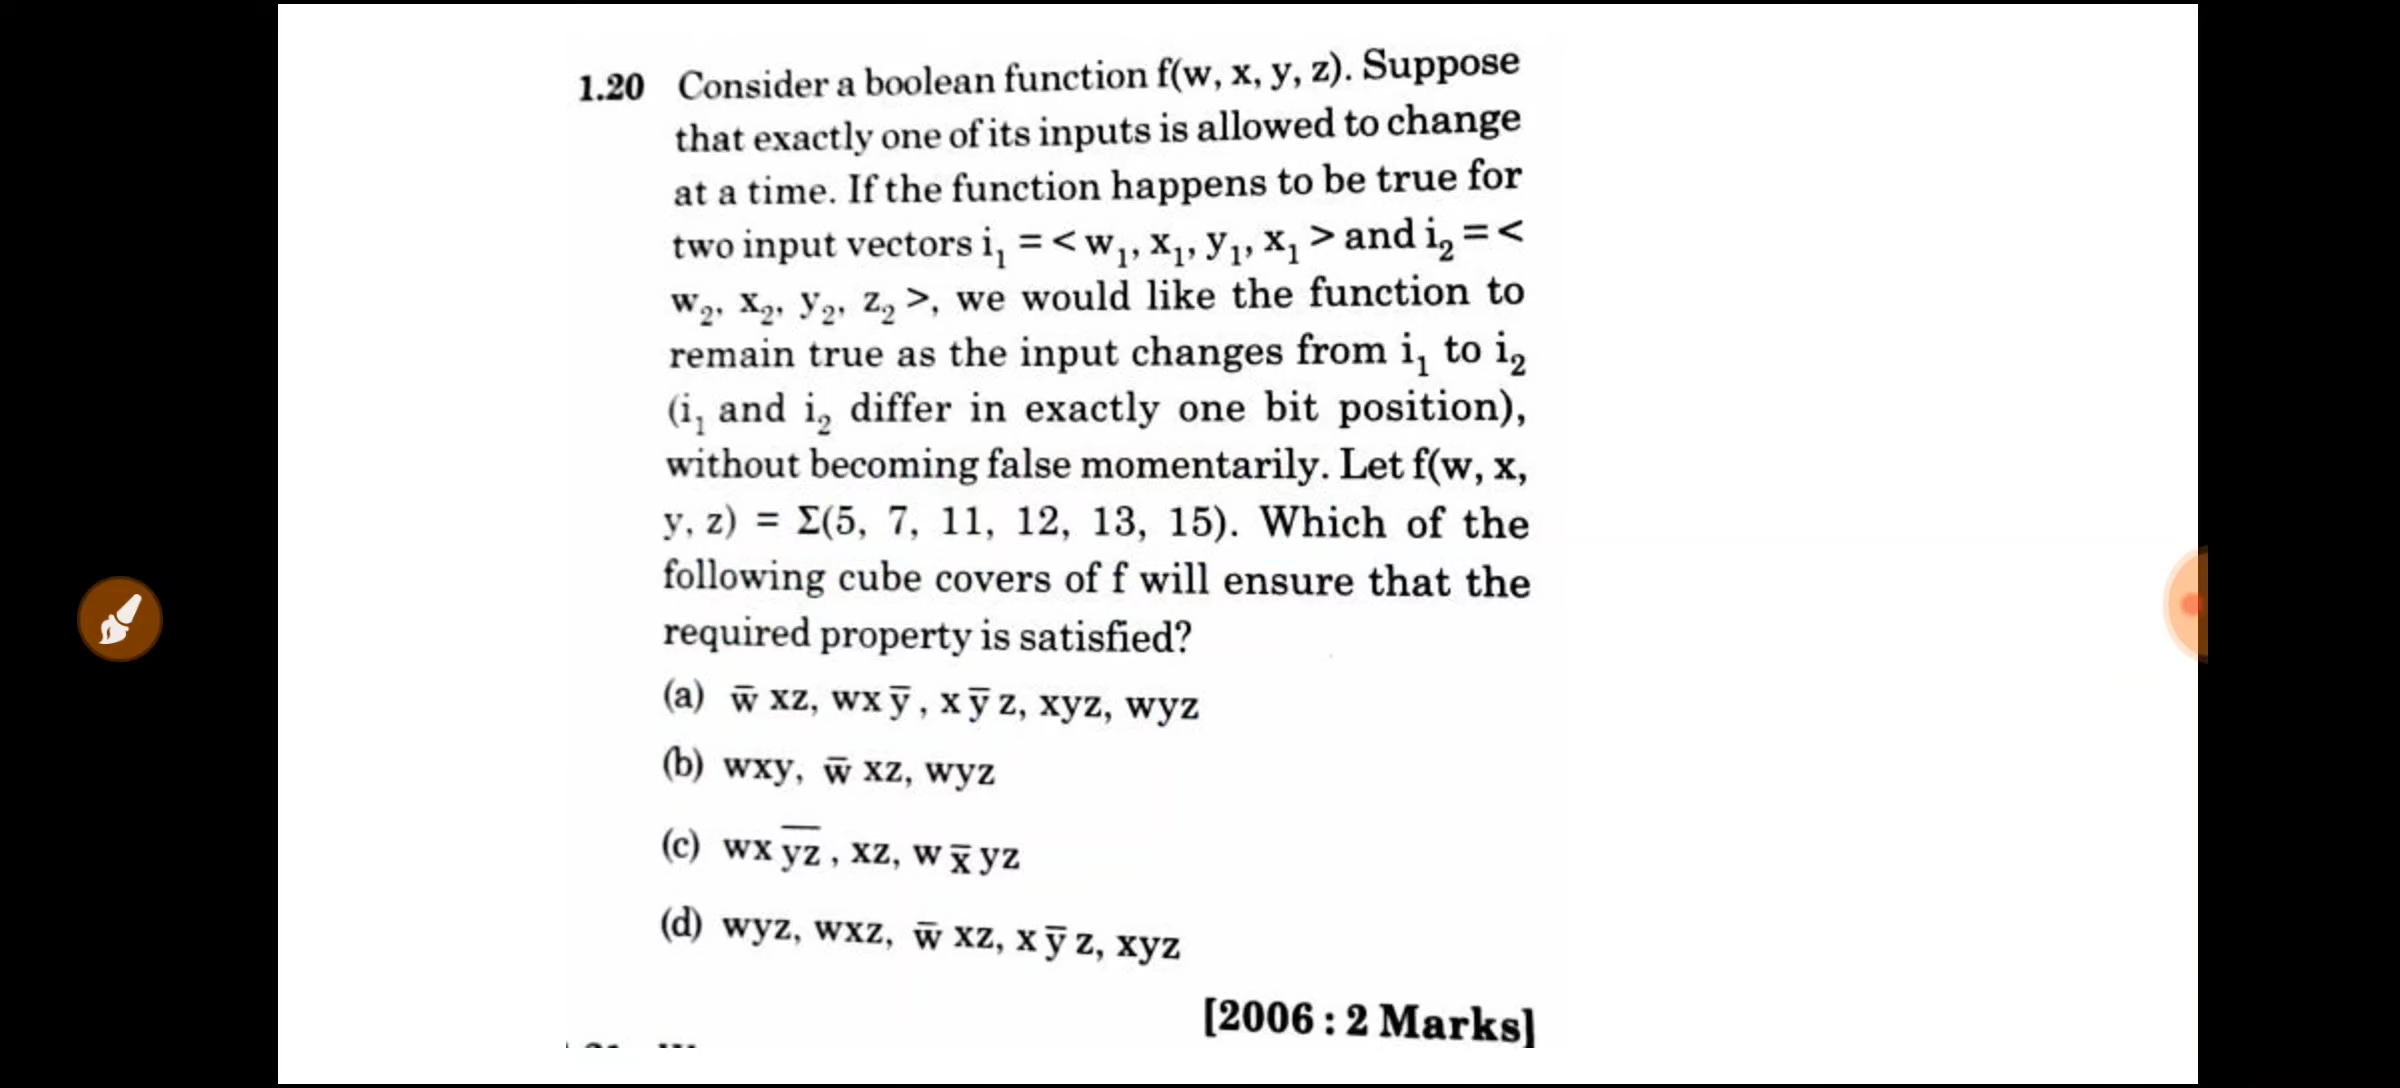 1.20 Consider a boolean function f(w, x, y, z). Suppose
that exactly one of its inputs is allowed to change
at a time. If the function happens to be true for
two input vectors i₁ = < w₁, x₁, y₁, x₁ > and i₂ = <
w₂, x₂, y₂, z₂ >, we would like the function to
remain true as the input changes from i₁ to i₂
(i₁ and i₂ differ in exactly one bit position),
without becoming false momentarily. Let f(w, x,
y, z) = Σ(5, 7, 11, 12, 13, 15). Which of the
following cube covers of f will ensure that the
required property is satisfied?
(a) w̅ xz, wx y̅, x y̅ z, xyz, wyz
(b) wxy, w̅ xz, wyz
(c) wx y̅z̅, xz, w x̅ yz
(d) wyz, wxz, w̅ xz, x y̅ z, xyz
[2006 : 2 Marks]